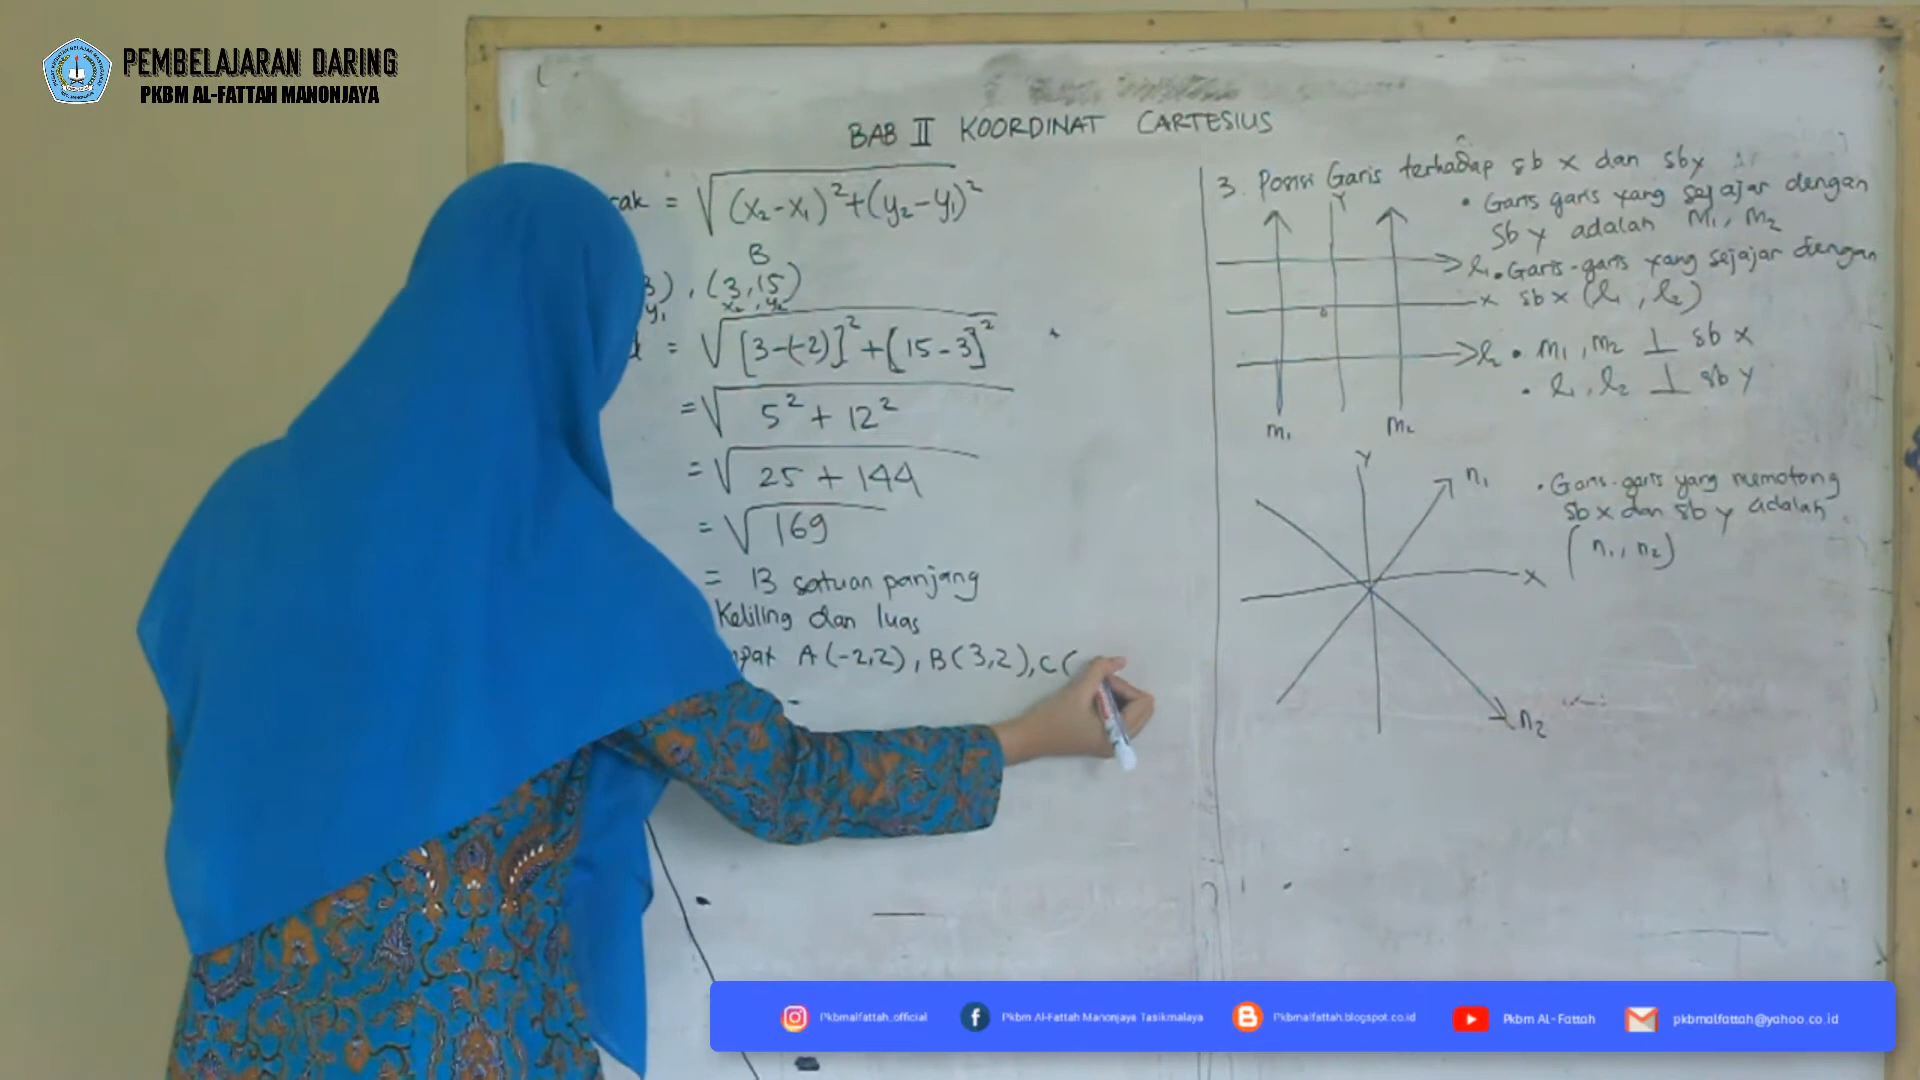 PEMBELAJARAN DARING
PKBM AL-FATTAH MANONJAYA
BAB II KOORDINAT CARTESIUS
rak = √(x₂-x₁)²+(y₂-y₁)²
B
3), (3,15)
y₁ x₂, y₂
= √[3-(-2)]²+[15-3]²
= √5² + 12²
= √25 + 144
= √169
= 13 satuan panjang
Keliling dan luas
mpat A(-2,2), B(3,2), C(
3. Posisi Garis terhadap sb x dan sb y
• Garis garis yang sejajar dengan
sb y adalah m₁, m₂
• Garis-garis yang sejajar dengan
sb x (l₁, l₂)
• m₁, m₂ ⊥ sb x
• l₁, l₂ ⊥ sb y
Y
l₁
x
l₂
m₁ m₂
• Garis-garis yang memotong
sb x dan sb y adalah
(n₁, n₂)
Y
n₁
x
n₂
Pkbmalfattah_official
Pkbm Al-Fattah Manonjaya Tasikmalaya
Pkbmalfattah.blogspot.co.id
Pkbm AL-Fattah
pkbmalfattah@yahoo.co.id